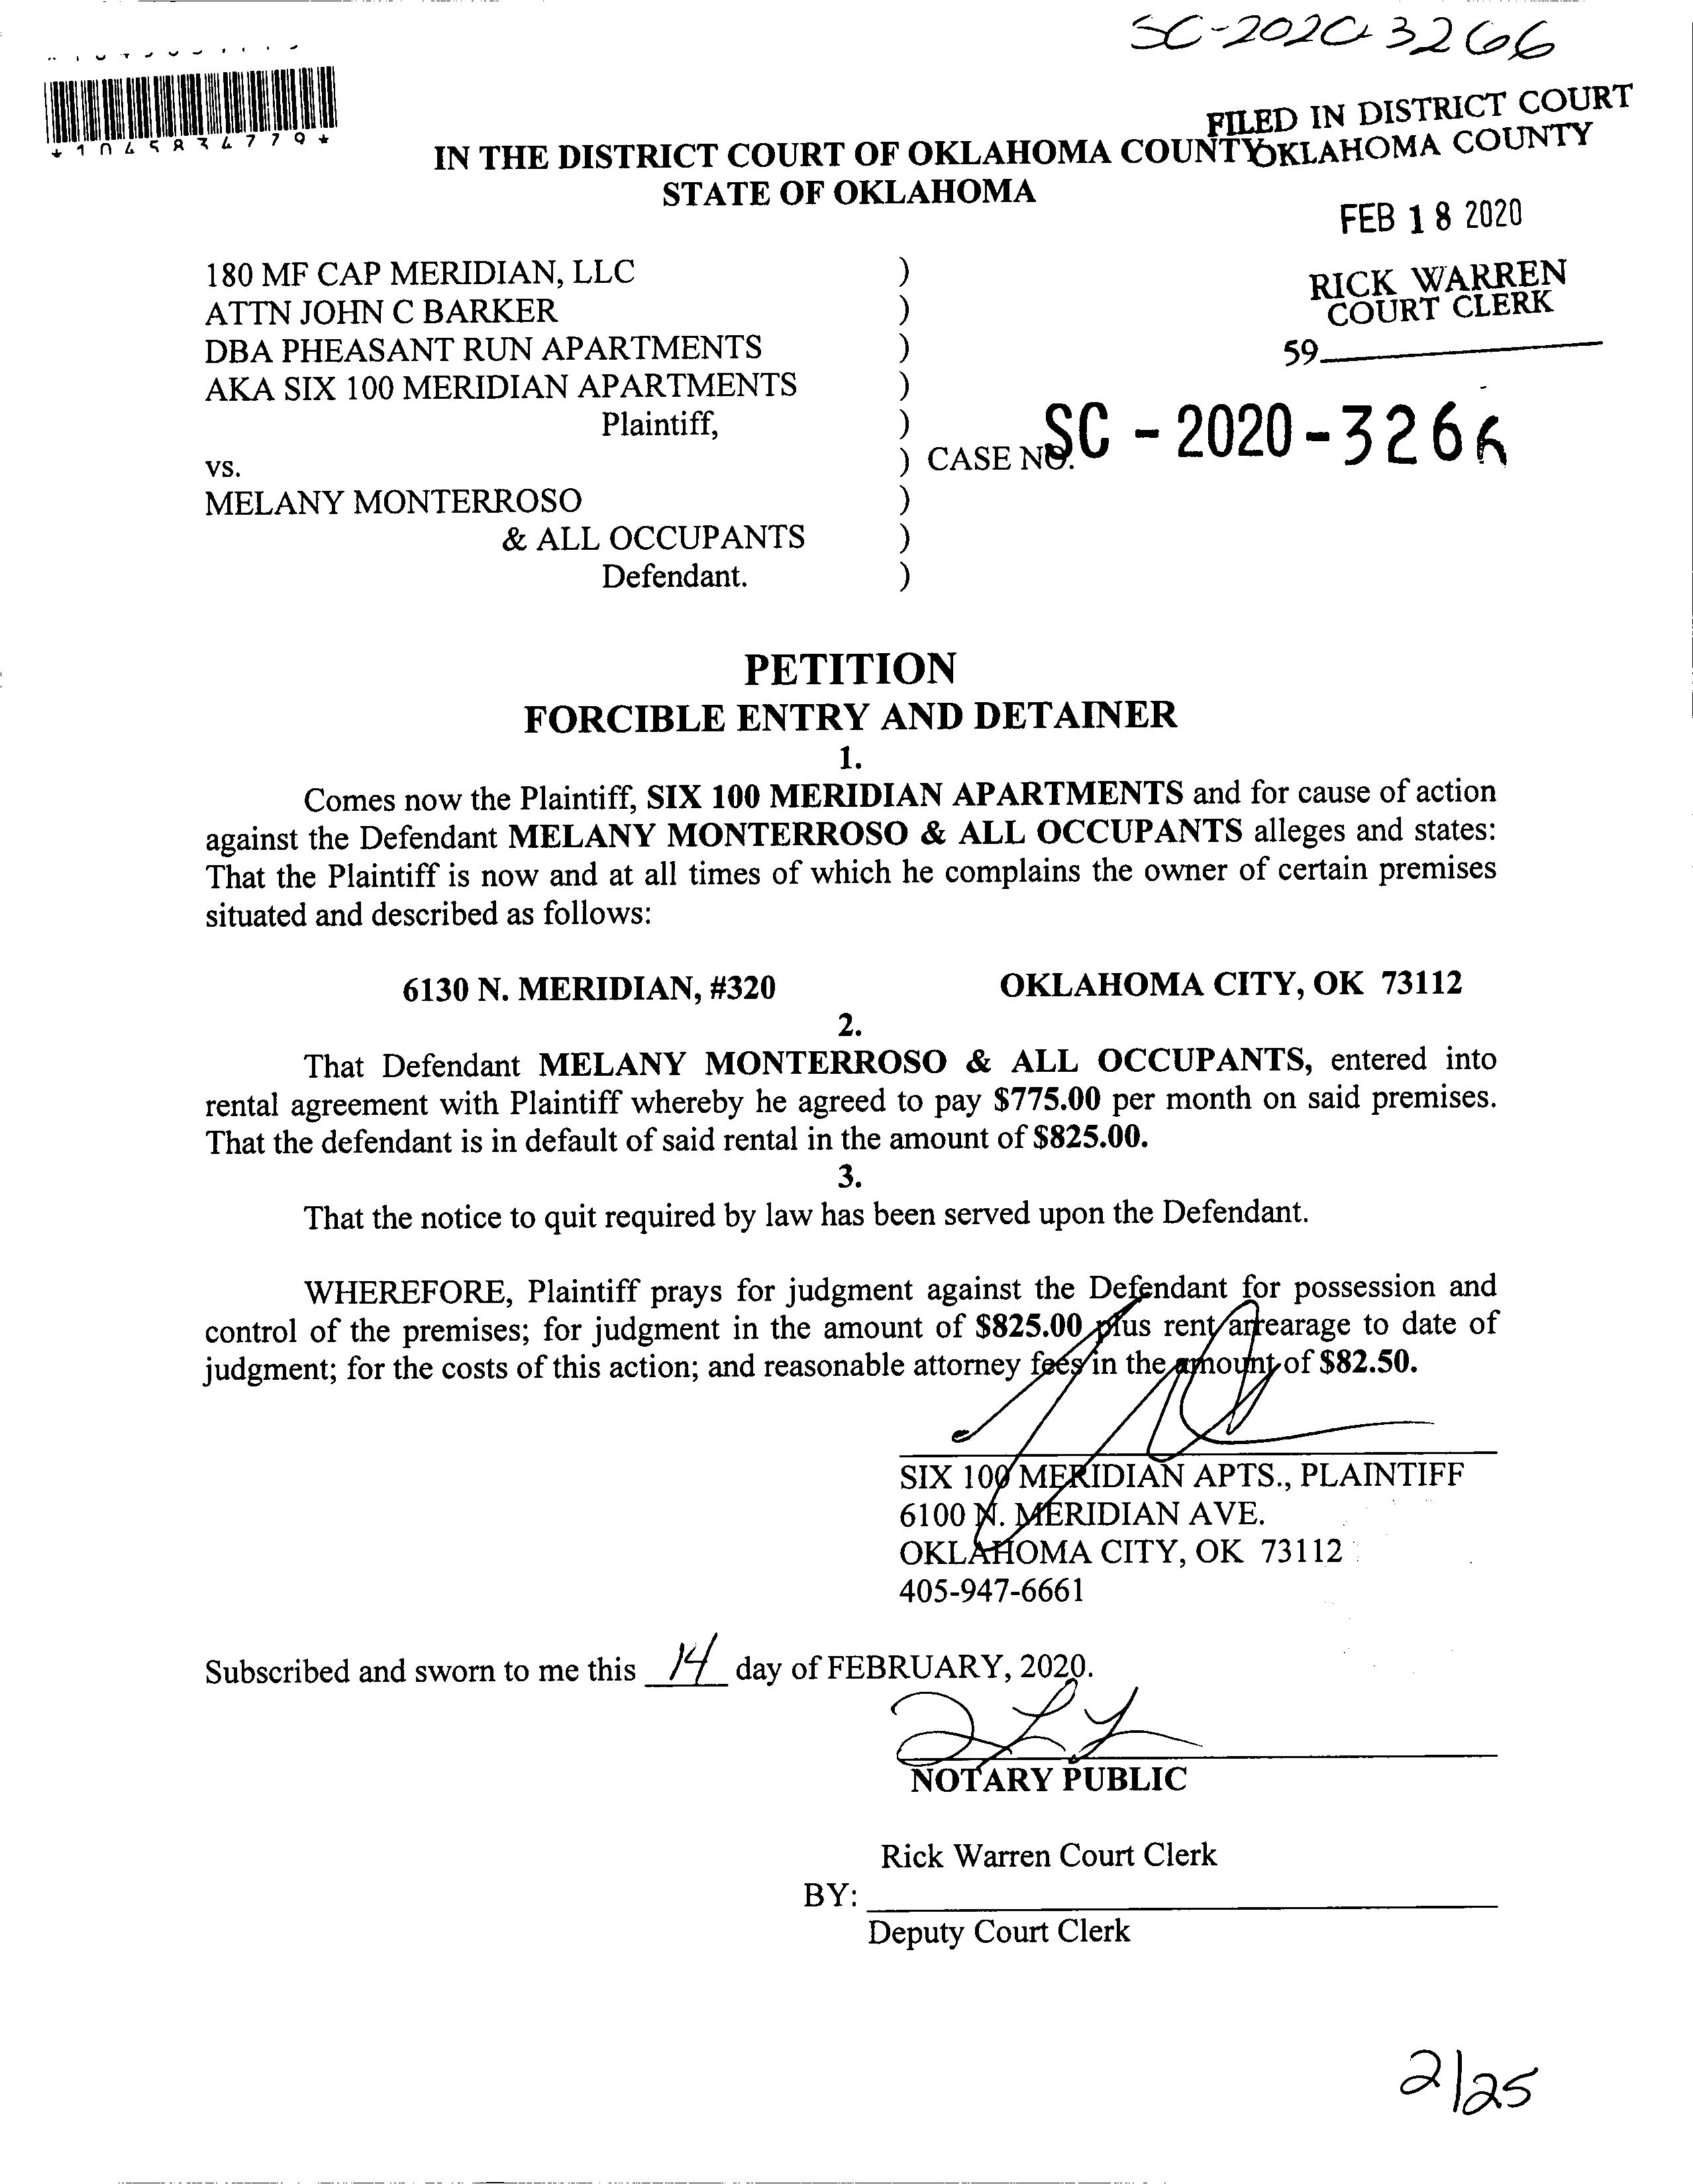 SC-2020-3266
*1045834779*
FILED IN DISTRICT COURT
OKLAHOMA COUNTY
IN THE DISTRICT COURT OF OKLAHOMA COUNTY
STATE OF OKLAHOMA
FEB 18 2020
RICK WARREN
COURT CLERK
59
180 MF CAP MERIDIAN, LLC )
ATTN JOHN C BARKER )
DBA PHEASANT RUN APARTMENTS )
AKA SIX 100 MERIDIAN APARTMENTS )
Plaintiff, )
vs. ) CASE NO. SC-2020-3266
MELANY MONTERROSO )
& ALL OCCUPANTS )
Defendant. )
PETITION
FORCIBLE ENTRY AND DETAINER
1.
Comes now the Plaintiff, SIX 100 MERIDIAN APARTMENTS and for cause of action
against the Defendant MELANY MONTERROSO & ALL OCCUPANTS alleges and states:
That the Plaintiff is now and at all times of which he complains the owner of certain premises
situated and described as follows:
6130 N. MERIDIAN, #320 OKLAHOMA CITY, OK 73112
2.
That Defendant MELANY MONTERROSO & ALL OCCUPANTS, entered into
rental agreement with Plaintiff whereby he agreed to pay $775.00 per month on said premises.
That the defendant is in default of said rental in the amount of $825.00.
3.
That the notice to quit required by law has been served upon the Defendant.
WHEREFORE, Plaintiff prays for judgment against the Defendant for possession and
control of the premises; for judgment in the amount of $825.00 plus rent arrearage to date of
judgment; for the costs of this action; and reasonable attorney fees in the amount of $82.50.
SIX 100 MERIDIAN APTS., PLAINTIFF
6100 N. MERIDIAN AVE.
OKLAHOMA CITY, OK 73112
405-947-6661
Subscribed and sworn to me this 14 day of FEBRUARY, 2020.
NOTARY PUBLIC
Rick Warren Court Clerk
BY:
Deputy Court Clerk
2/25